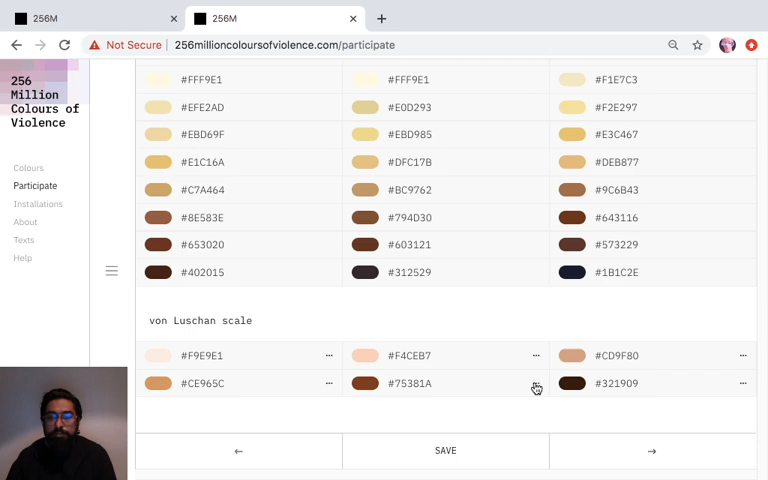 256M
256M
Not Secure | 256millioncoloursofviolence.com/participate
256
Million
Colours of
Violence
Colours
Participate
Installations
About
Texts
Help
#FFF9E1 #FFF9E1 #F1E7C3
#EFE2AD #E0D293 #F2E297
#EBD69F #EBD985 #E3C467
#E1C16A #DFC17B #DEB877
#C7A464 #BC9762 #9C6B43
#8E583E #794D30 #643116
#653020 #603121 #573229
#402015 #312529 #1B1C2E
von Luschan scale
#F9E9E1 ... #F4CEB7 ... #CD9F80 ...
#CE965C ... #75381A ... #321909 ...
← SAVE →